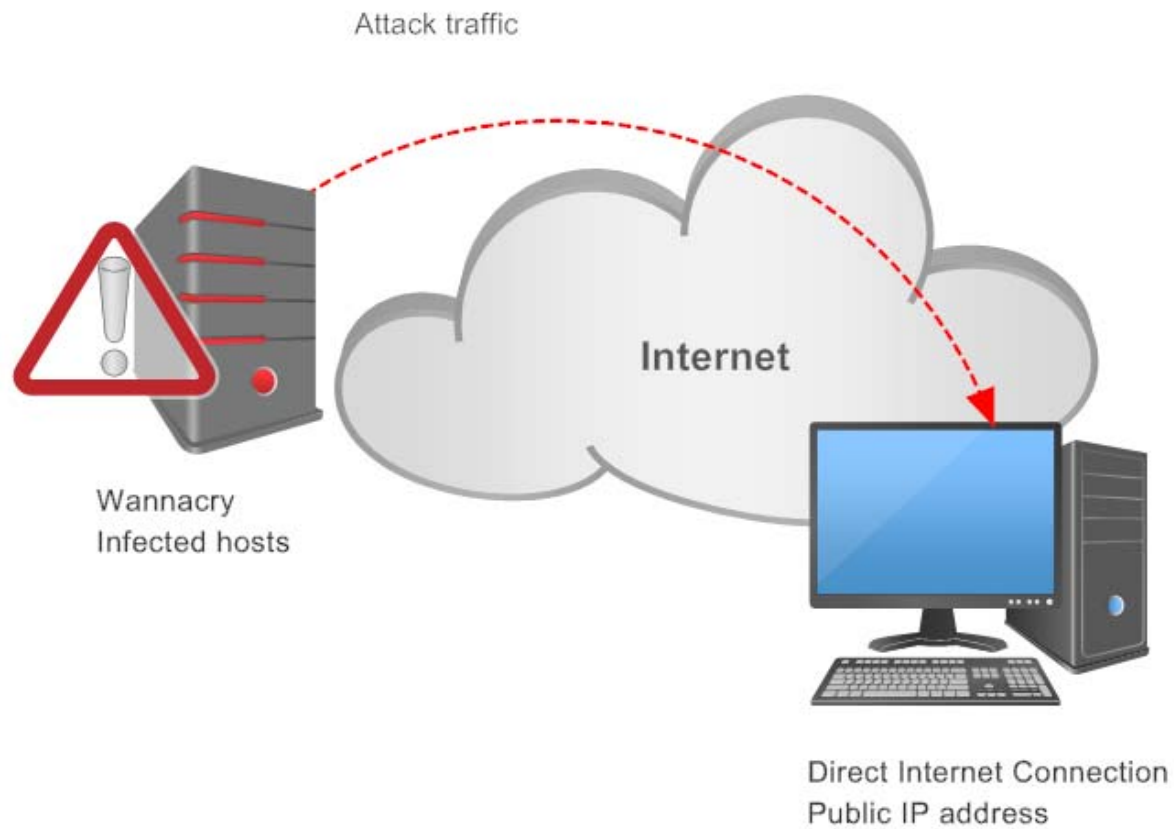 Attack traffic
Internet
Wannacry
Infected hosts
Direct Internet Connection
Public IP address